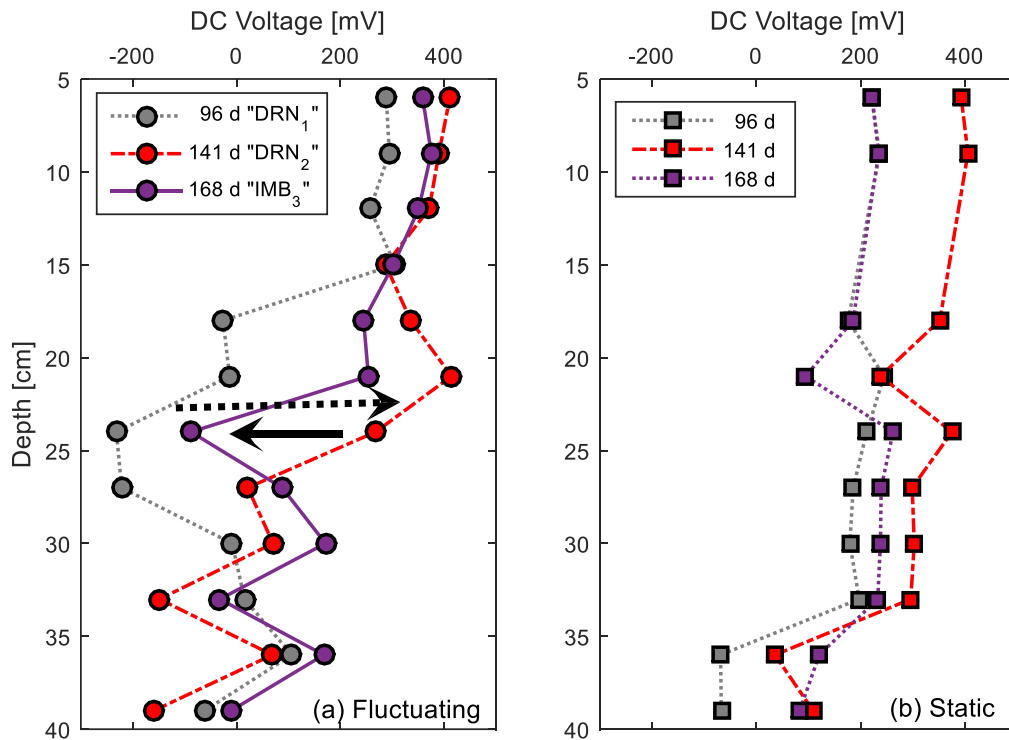 DC Voltage [mV]
-200 0 200 400
5
10
15
20
25
30
35
40
Depth [cm]
96 d "DRN1"
141 d "DRN2"
168 d "IMB3"
(a) Fluctuating
DC Voltage [mV]
-200 0 200 400
5
10
15
20
25
30
35
40
96 d
141 d
168 d
(b) Static